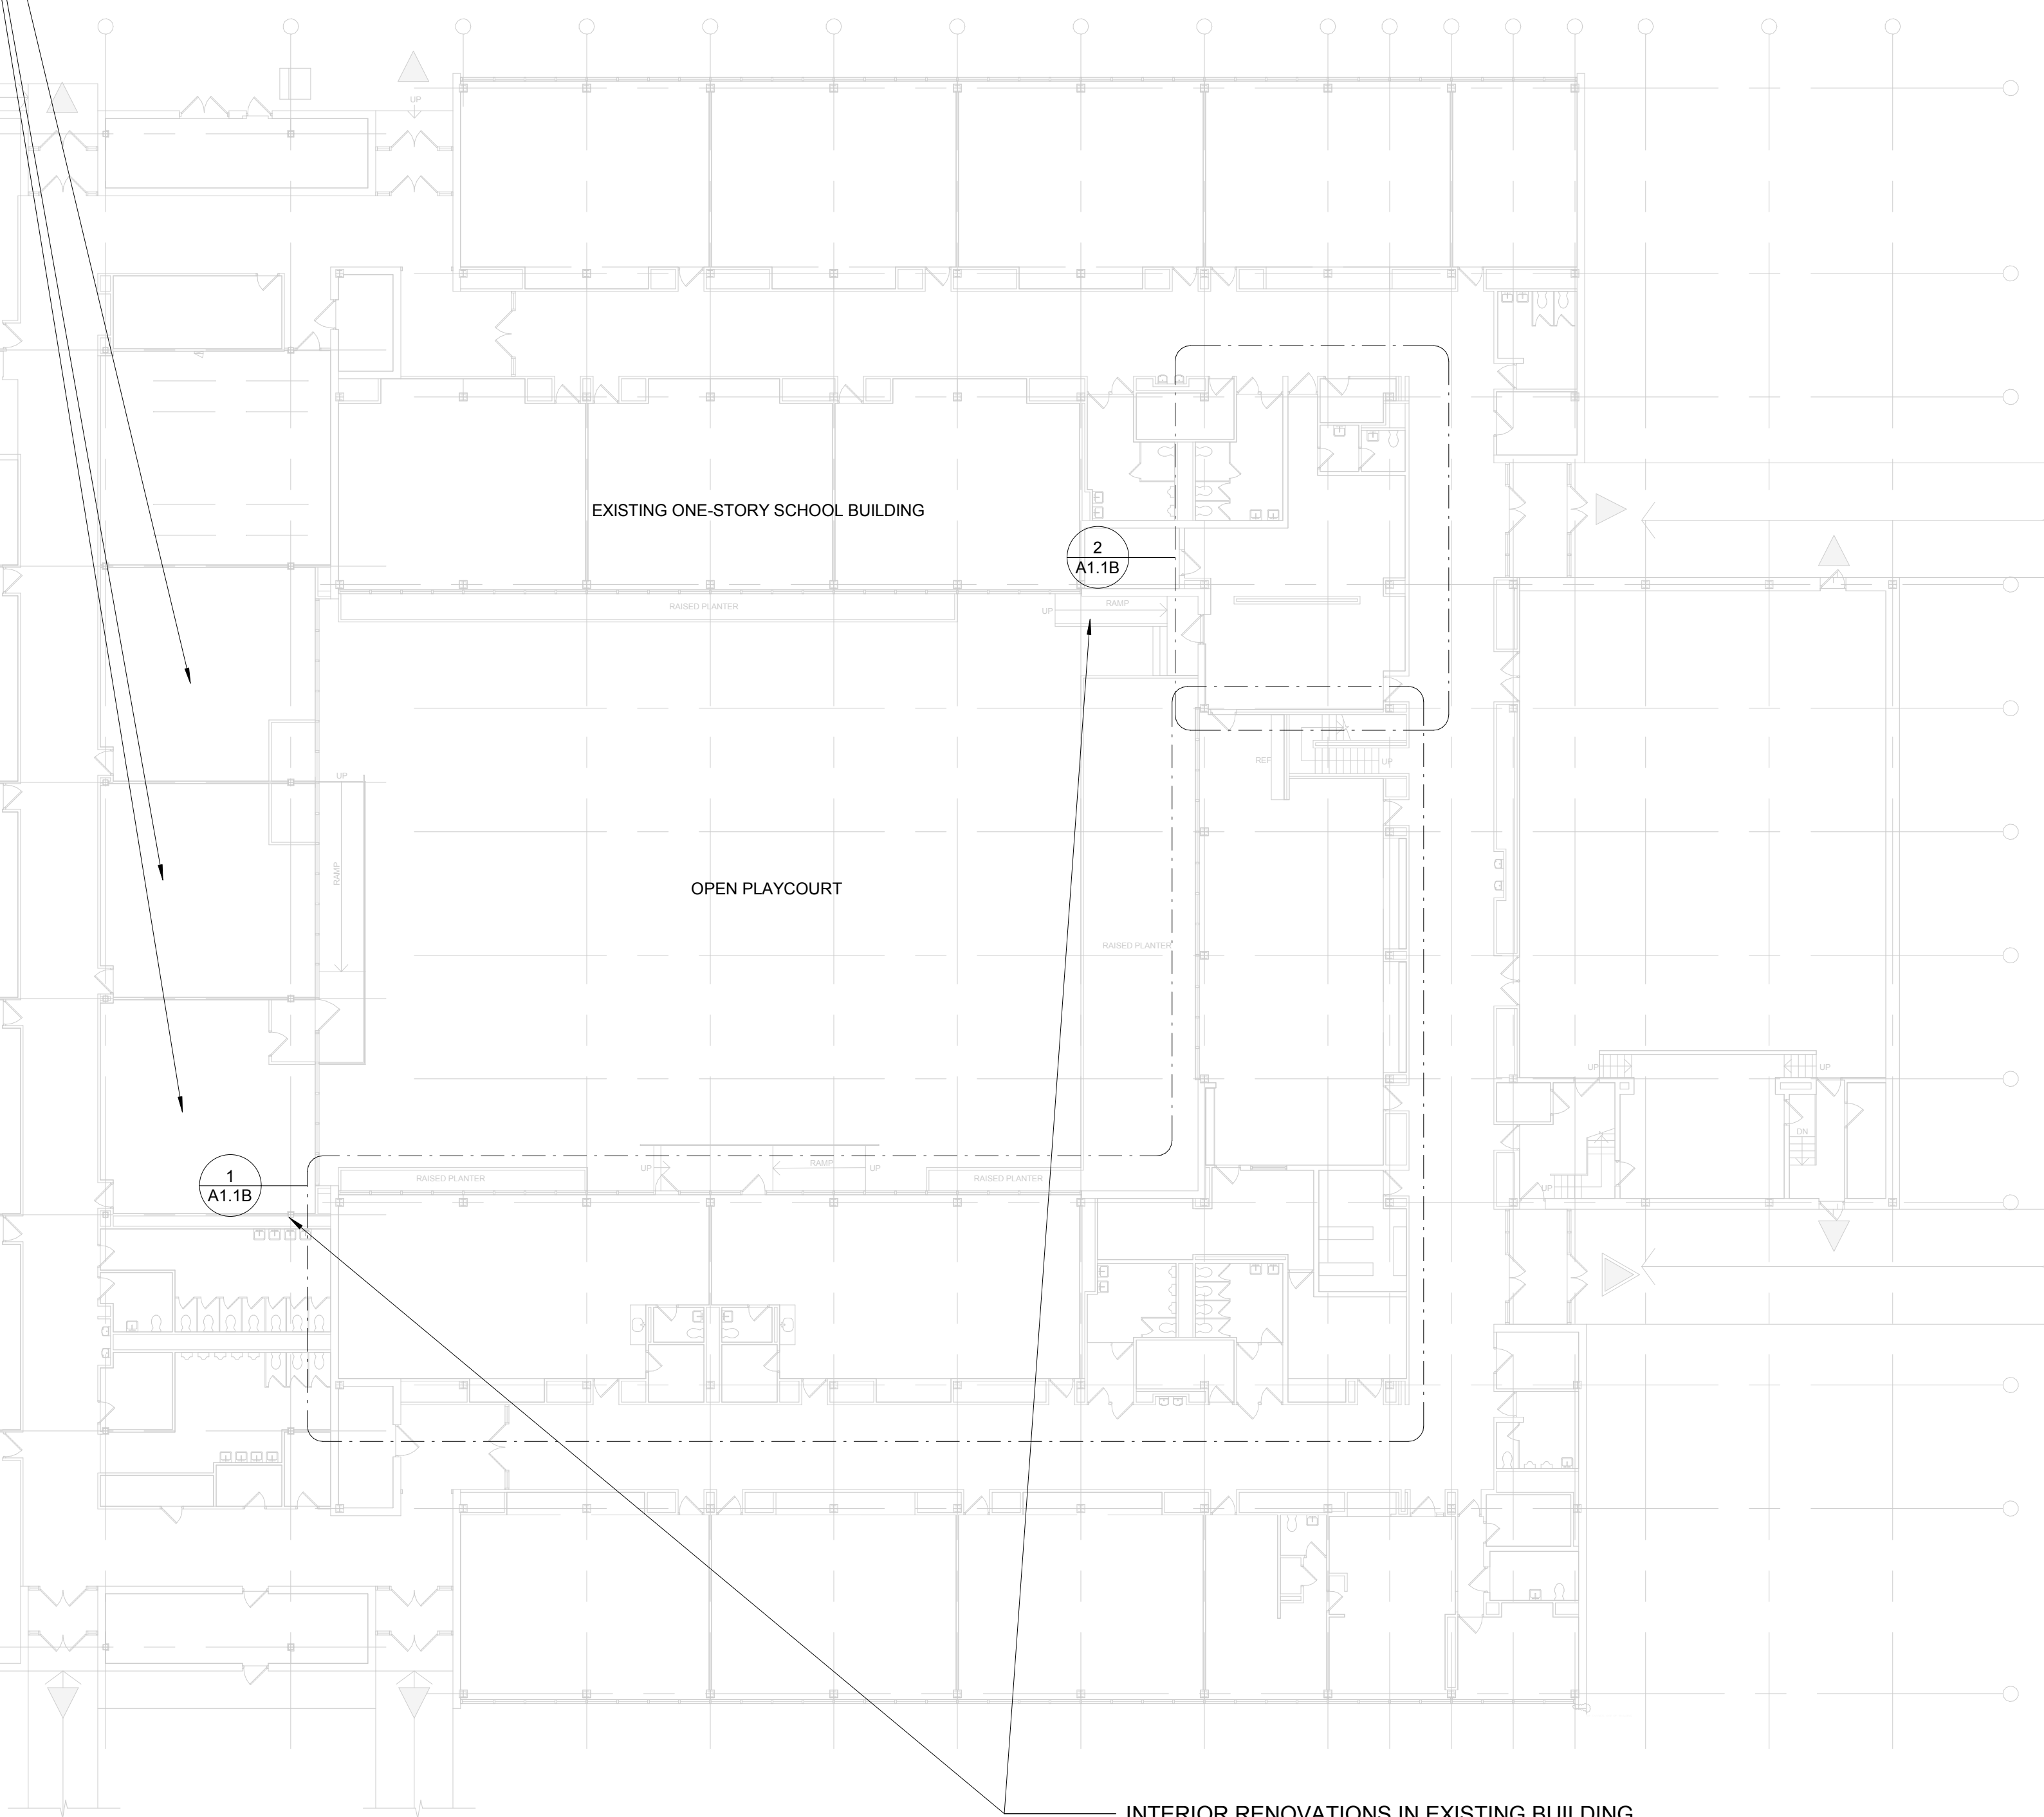 UP
EXISTING ONE-STORY SCHOOL BUILDING
2
A1.1B
RAISED PLANTER
UP
RAMP
UP
REF
UP
RAMP
OPEN PLAYCOURT
RAISED PLANTER
UP
UP
DN
1
A1.1B
RAISED PLANTER
UP
RAMP
UP
RAISED PLANTER
UP
INTERIOR RENOVATIONS IN EXISTING BUILDING